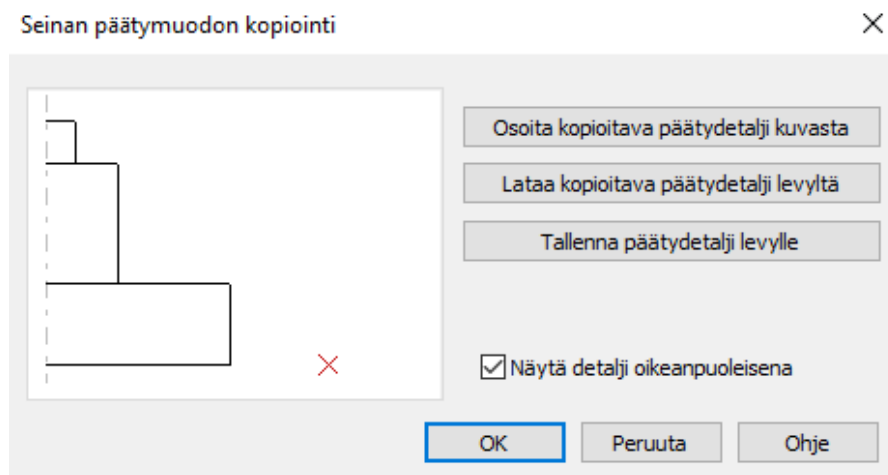 Seinan päätymuodon kopiointi
Osoita kopioitava päätydetalji kuvasta
Lataa kopioitava päätydetalji levyltä
Tallenna päätydetalji levylle
Näytä detalji oikeanpuoleisena
OK Peruuta Ohje